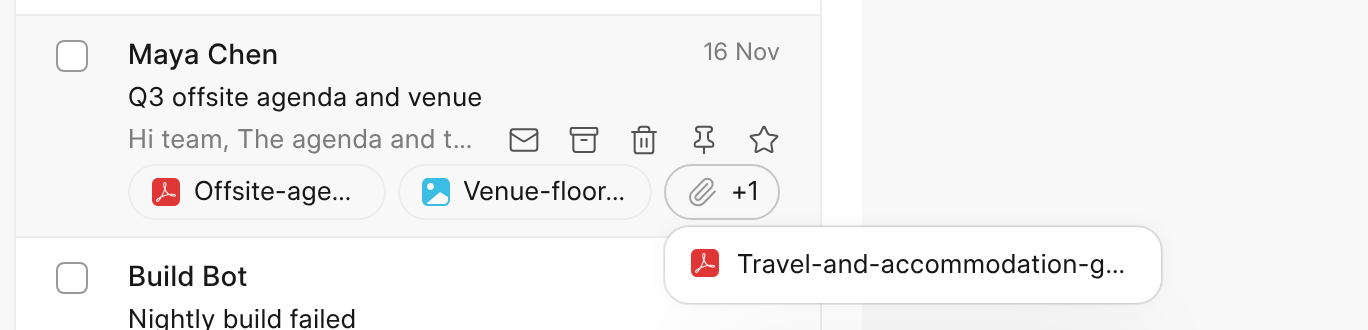 Maya Chen
16 Nov
Q3 offsite agenda and venue
Hi team, The agenda and t...
Offsite-age...
Venue-floor...
+1
Travel-and-accommodation-g...
Build Bot
Nightly build failed